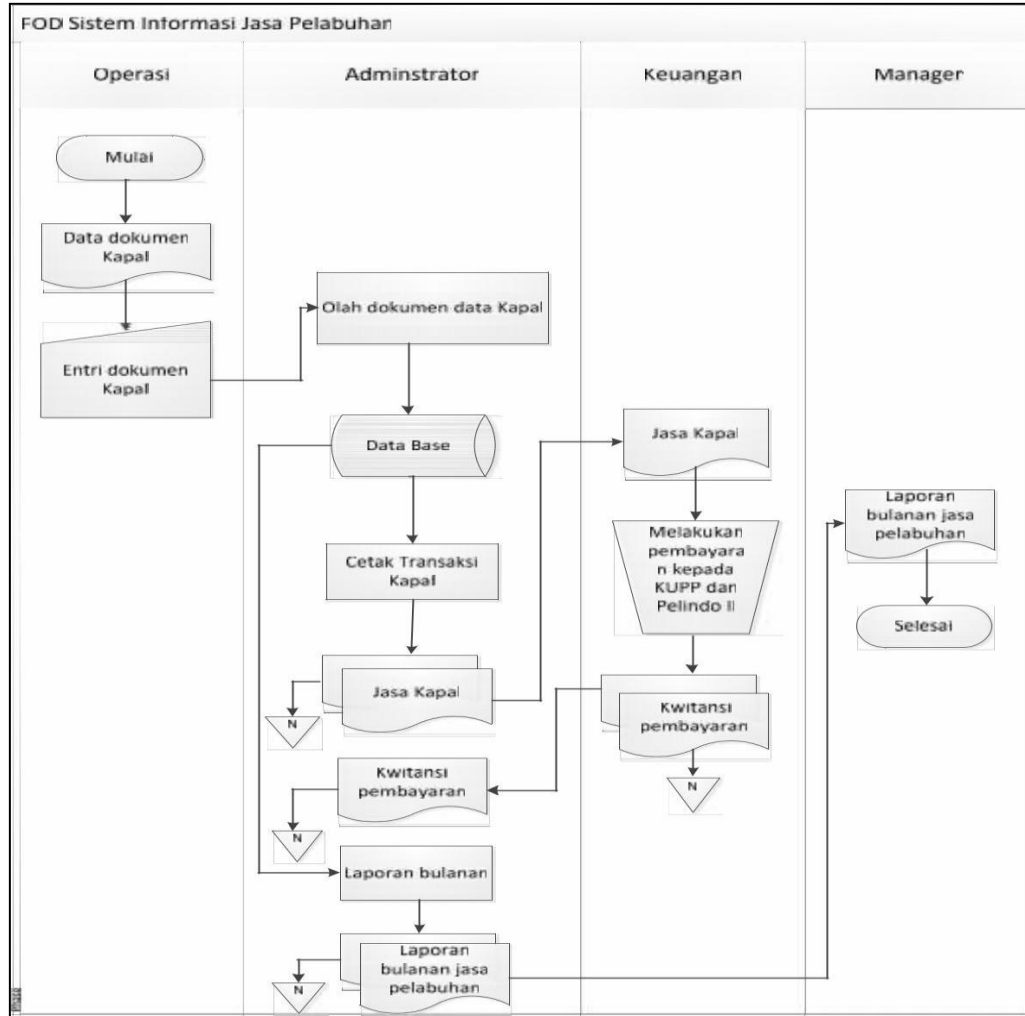 FOD Sistem Informasi Jasa Pelabuhan
Operasi
Adminstrator
Keuangan
Manager
Mulai
Data dokumen
Kapal
Entri dokumen
Kapal
Olah dokumen data Kapal
Data Base
Cetak Transaksi
Kapal
Jasa Kapal
N
Kwitansi
pembayaran
N
Laporan bulanan
Laporan
bulanan jasa
pelabuhan
N
Jasa Kapal
Melakukan
pembayara
n kepada
KUPP dan
Pelindo II
Kwitansi
pembayaran
N
Laporan
bulanan jasa
pelabuhan
Selesai